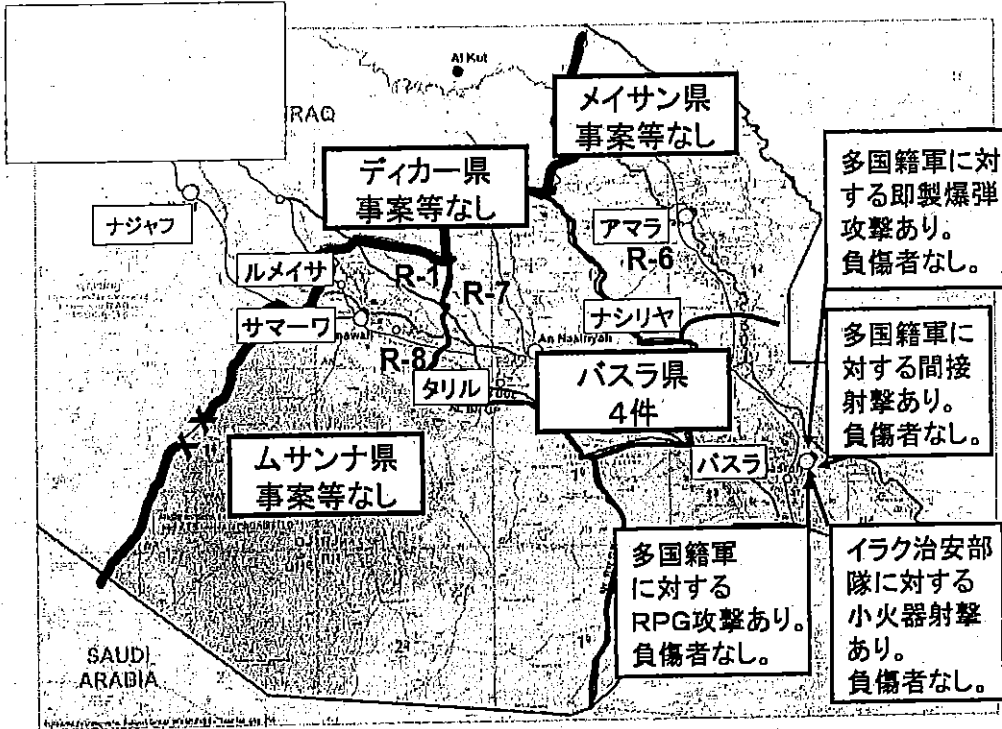 Al Kut
RAQ
メイサン県
事案等なし
ディカー県
事案等なし
多国籍軍に対
する即製爆弾
攻撃あり。
負傷者なし。
ナジャフ
アマラ
ルメイサ
R-1
R-7
R-6
サマーワ
ナシリヤ
An Nasiriyah
R-8
タリル
バスラ県
4件
多国籍軍に
対する間接
射撃あり。
負傷者なし。
ムサンナ県
事案等なし
バスラ
多国籍軍
に対する
RPG攻撃あり。
負傷者なし。
イラク治安部
隊に対する
小火器射撃
あり。
負傷者なし。
SAUDI
ARABIA